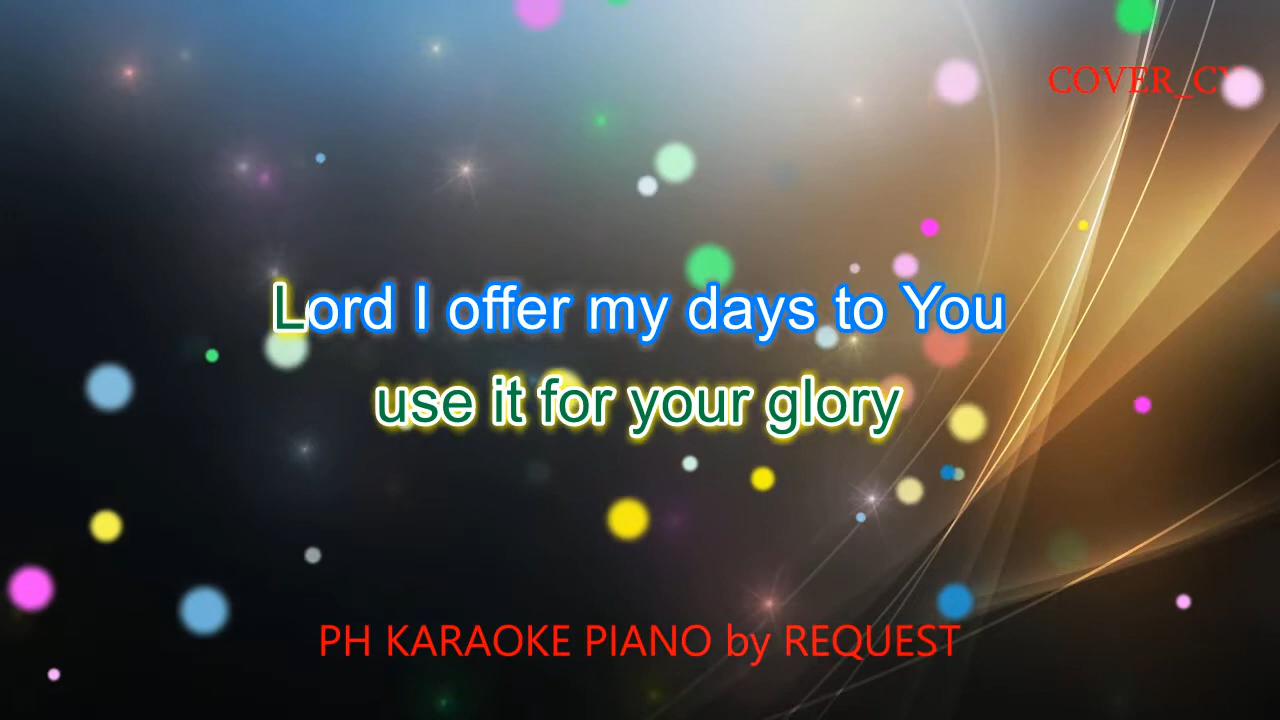 COVER_CY
Lord I offer my days to You
use it for your glory
PH KARAOKE PIANO by REQUEST